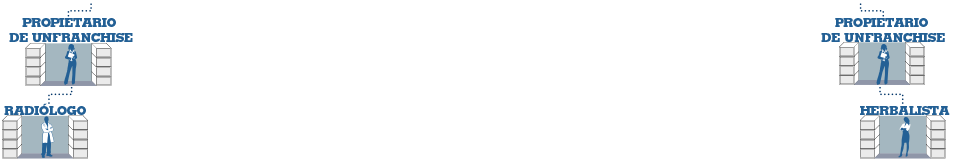 PROPIETARIO
DE UNFRANCHISE
RADIÓLOGO
PROPIETARIO
DE UNFRANCHISE
HERBALISTA